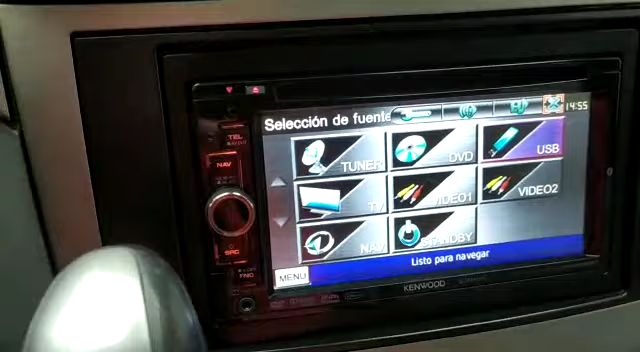 TEL
Selección de fuente
14:55
NAV
TUNER
DVD
USB
TV
VIDEO1
VIDEO2
NAV
STANDBY
SRC
FNC
MENU
Listo para navegar
KENWOOD